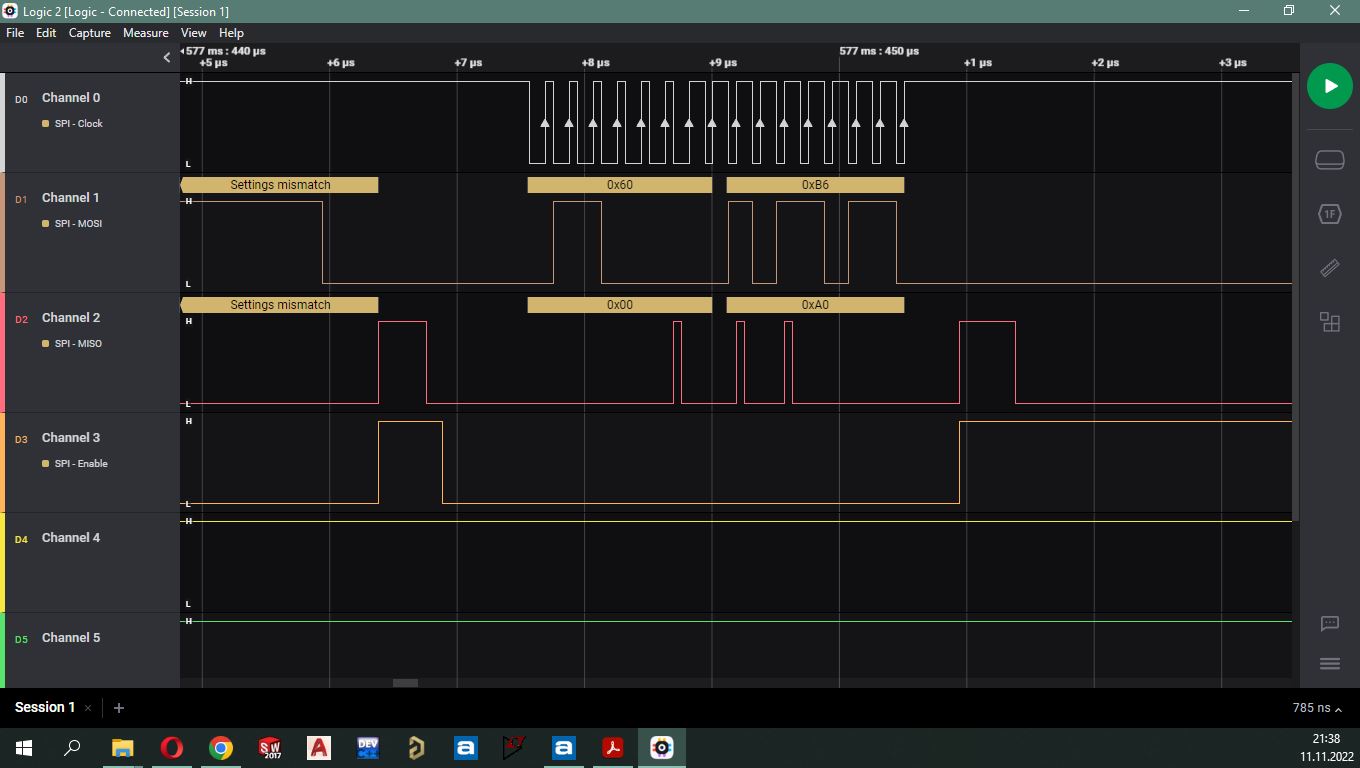 Logic 2 [Logic - Connected] [Session 1]
File Edit Capture Measure View Help
577 ms : 440 µs 577 ms : 450 µs
+5 µs +6 µs +7 µs +8 µs +9 µs +1 µs +2 µs +3 µs
D0 Channel 0
SPI - Clock
H
L
D1 Channel 1
SPI - MOSI
Settings mismatch 0x60 0xB6
H
L
D2 Channel 2
SPI - MISO
Settings mismatch 0x00 0xA0
H
L
D3 Channel 3
SPI - Enable
H
L
D4 Channel 4
H
L
D5 Channel 5
H
1F
Session 1 × +
785 ns
SW
2017
A
DEV
a
a
21:38
11.11.2022